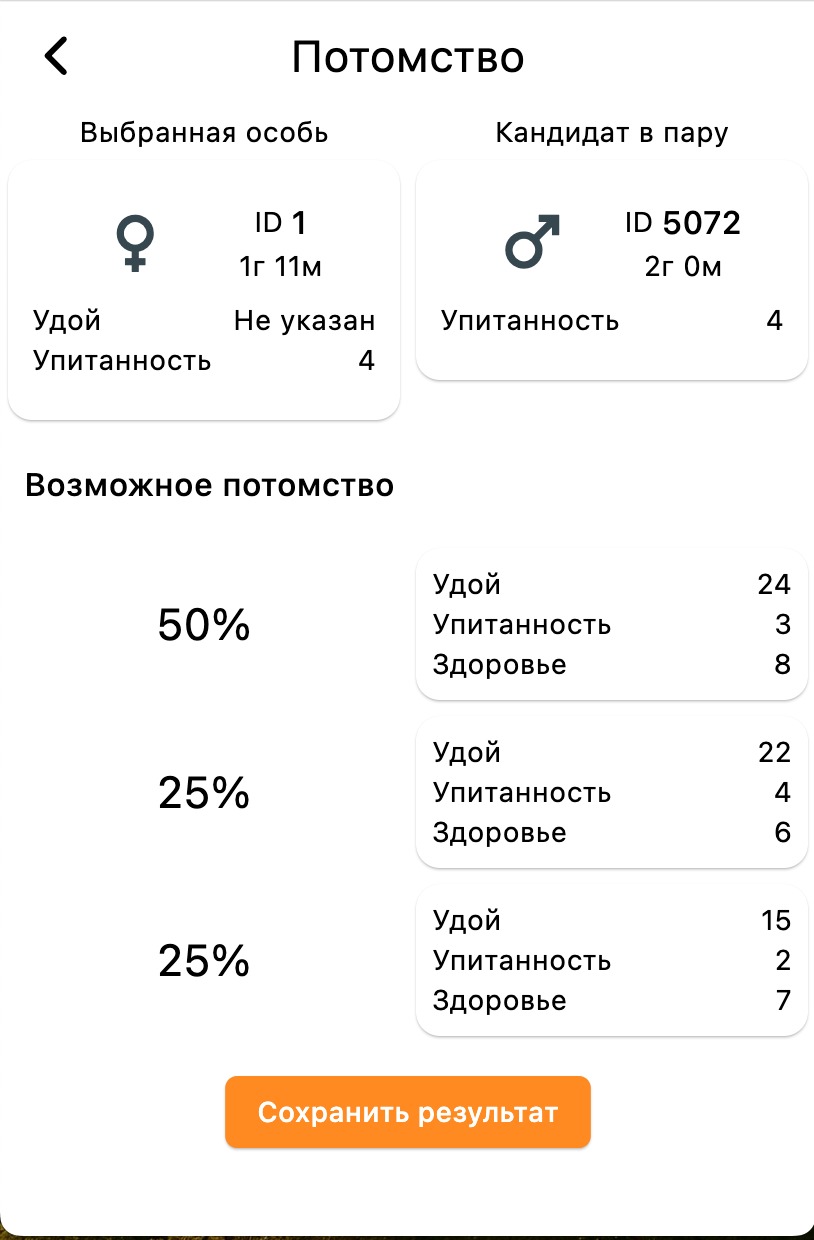 Потомство
Выбранная особь
Кандидат в пару
ID 1
1г 11м
Удой Не указан
Упитанность 4
ID 5072
2г 0м
Упитанность 4
Возможное потомство
50%
Удой 24
Упитанность 3
Здоровье 8
25%
Удой 22
Упитанность 4
Здоровье 6
25%
Удой 15
Упитанность 2
Здоровье 7
Сохранить результат